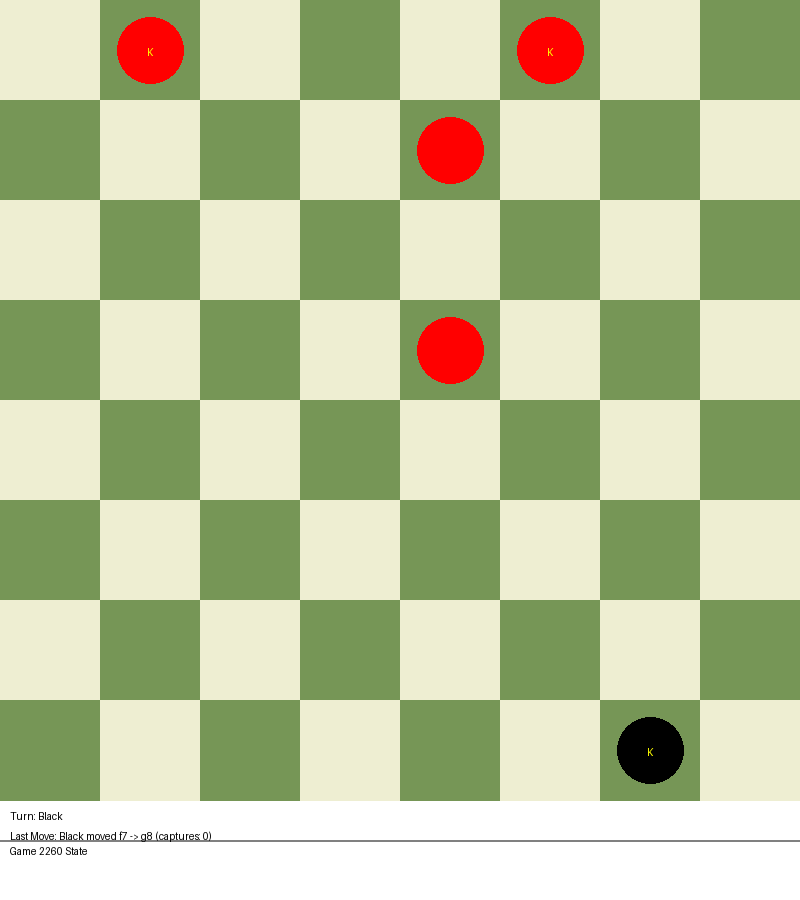 K
K
K
Turn: Black
Last Move: Black moved f7 -> g8 (captures: 0)
Game 2260 State